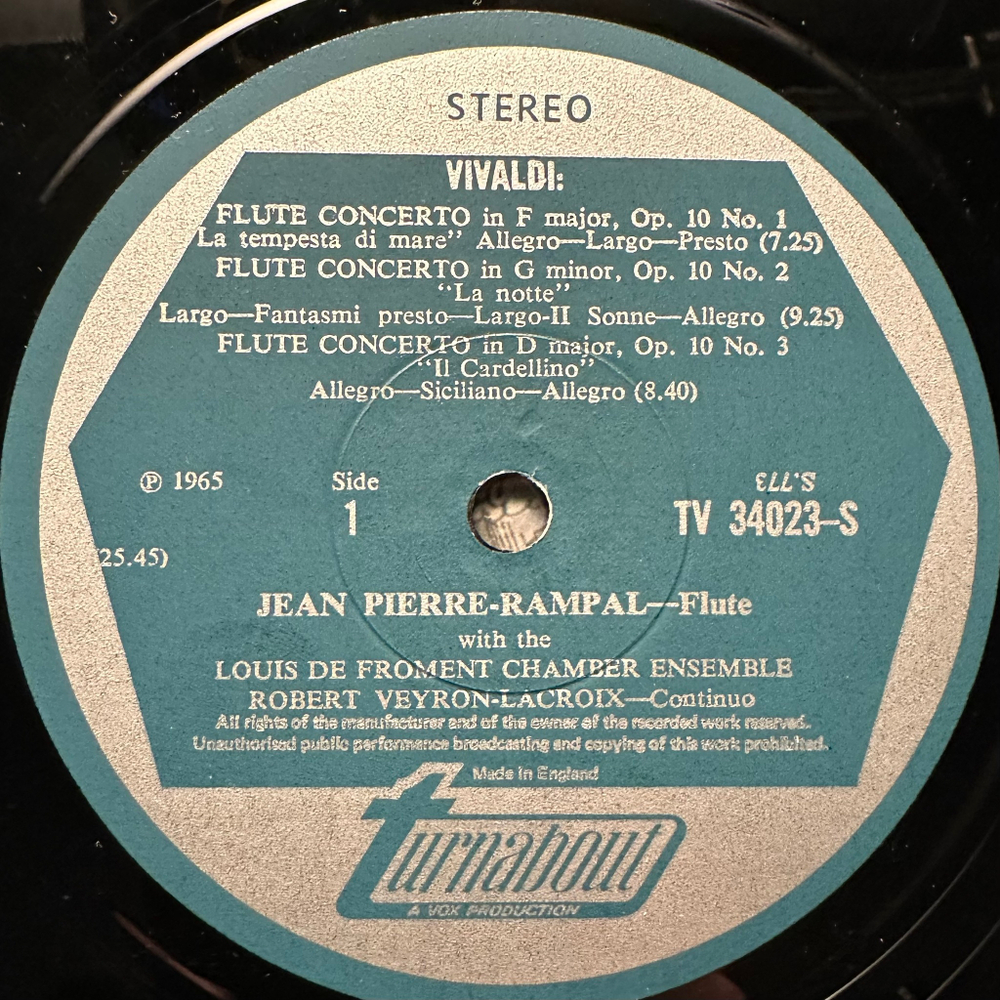 STEREO
VIVALDI:
FLUTE CONCERTO in F major, Op. 10 No. 1
La tempesta di mare” Allegro—Largo—Presto (7.25)
FLUTE CONCERTO in G minor, Op. 10 No. 2
“La notte”
Largo—Fantasmi presto—Largo-II Sonne—Allegro (9.25)
FLUTE CONCERTO in D major, Op. 10 No. 3
“Il Cardellino”
Allegro—Siciliano—Allegro (8.40)
℗ 1965
Side
1
S.773
TV 34023–S
25.45)
JEAN PIERRE-RAMPAL—Flute
with the
LOUIS DE FROMENT CHAMBER ENSEMBLE
ROBERT VEYRON-LACROIX—Continuo
All rights of the manufacturer and of the owner of the recorded work reserved.
Unauthorised public performance broadcasting and copying of this work prohibited.
Made in England
turnabout
A VOX PRODUCTION